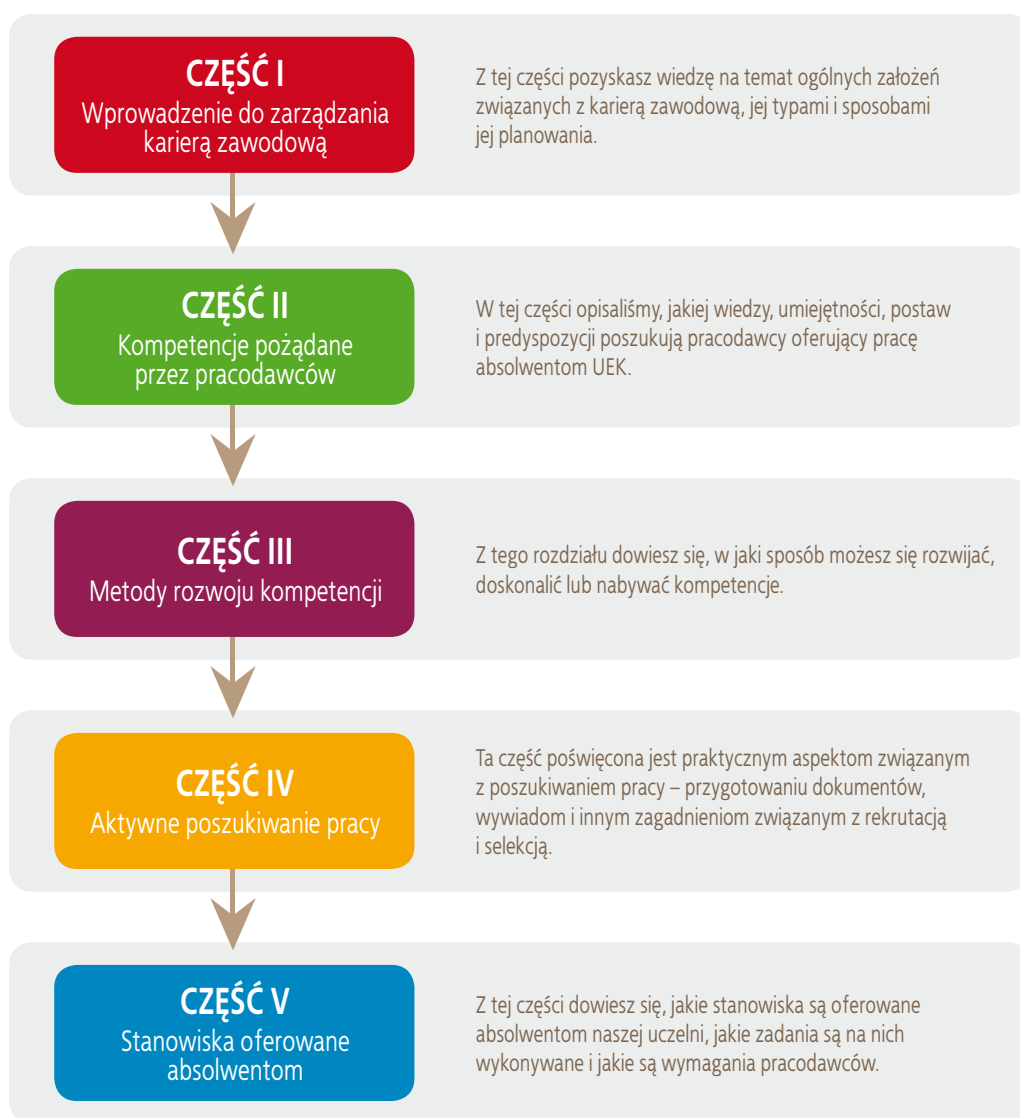 CZĘŚĆ I
Wprowadzenie do zarządzania
karierą zawodową
Z tej części pozyskasz wiedzę na temat ogólnych założeń
związanych z karierą zawodową, jej typami i sposobami
jej planowania.
CZĘŚĆ II
Kompetencje pożądane
przez pracodawców
W tej części opisaliśmy, jakiej wiedzy, umiejętności, postaw
i predyspozycji poszukują pracodawcy oferujący pracę
absolwentom UEK.
CZĘŚĆ III
Metody rozwoju kompetencji
Z tego rozdziału dowiesz się, w jaki sposób możesz się rozwijać,
doskonalić lub nabywać kompetencje.
CZĘŚĆ IV
Aktywne poszukiwanie pracy
Ta część poświęcona jest praktycznym aspektom związanym
z poszukiwaniem pracy – przygotowaniu dokumentów,
wywiadom i innym zagadnieniom związanym z rekrutacją
i selekcją.
CZĘŚĆ V
Stanowiska oferowane
absolwentom
Z tej części dowiesz się, jakie stanowiska są oferowane
absolwentom naszej uczelni, jakie zadania są na nich
wykonywane i jakie są wymagania pracodawców.